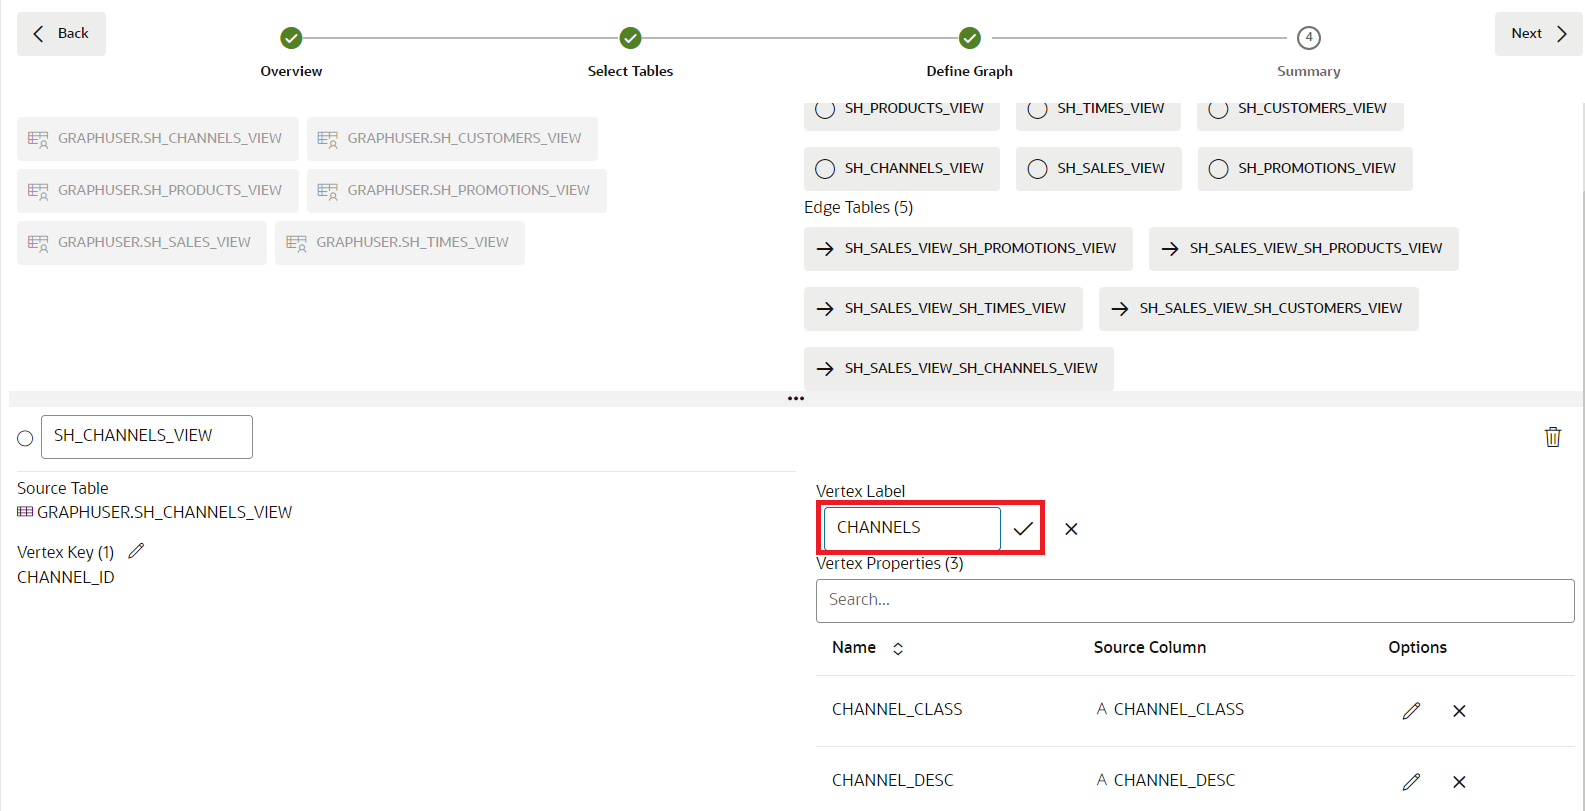 Back
Overview
Select Tables
Define Graph
4
Summary
Next
GRAPHUSER.SH_CHANNELS_VIEW
GRAPHUSER.SH_CUSTOMERS_VIEW
GRAPHUSER.SH_PRODUCTS_VIEW
GRAPHUSER.SH_PROMOTIONS_VIEW
GRAPHUSER.SH_SALES_VIEW
GRAPHUSER.SH_TIMES_VIEW
SH_PRODUCTS_VIEW
SH_TIMES_VIEW
SH_CUSTOMERS_VIEW
SH_CHANNELS_VIEW
SH_SALES_VIEW
SH_PROMOTIONS_VIEW
Edge Tables (5)
SH_SALES_VIEW_SH_PROMOTIONS_VIEW
SH_SALES_VIEW_SH_PRODUCTS_VIEW
SH_SALES_VIEW_SH_TIMES_VIEW
SH_SALES_VIEW_SH_CUSTOMERS_VIEW
SH_SALES_VIEW_SH_CHANNELS_VIEW
SH_CHANNELS_VIEW
Source Table
GRAPHUSER.SH_CHANNELS_VIEW
Vertex Key (1)
CHANNEL_ID
Vertex Label
CHANNELS
Vertex Properties (3)
Search...
Name
Source Column
Options
CHANNEL_CLASS
A CHANNEL_CLASS
CHANNEL_DESC
A CHANNEL_DESC